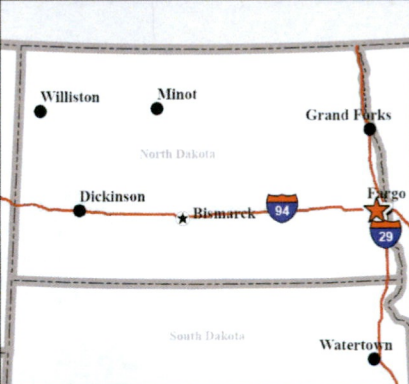 Williston
Minot
Grand Forks
North Dakota
Dickinson
Fargo
Bismarck
94
29
South Dakota
Watertown